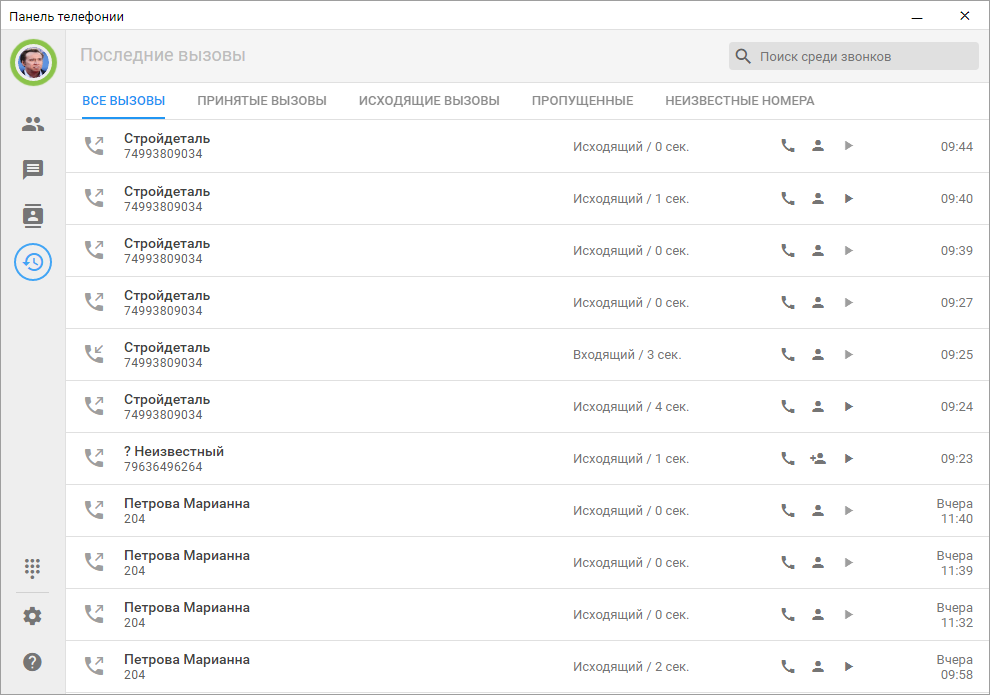 Панель телефонии
Последние вызовы
Поиск среди звонков
ВСЕ ВЫЗОВЫ ПРИНЯТЫЕ ВЫЗОВЫ ИСХОДЯЩИЕ ВЫЗОВЫ ПРОПУЩЕННЫЕ НЕИЗВЕСТНЫЕ НОМЕРА
Стройдеталь
74993809034
Исходящий / 0 сек.
09:44
Стройдеталь
74993809034
Исходящий / 1 сек.
09:40
Стройдеталь
74993809034
Исходящий / 0 сек.
09:39
Стройдеталь
74993809034
Исходящий / 0 сек.
09:27
Стройдеталь
74993809034
Входящий / 3 сек.
09:25
Стройдеталь
74993809034
Исходящий / 4 сек.
09:24
? Неизвестный
79636496264
Исходящий / 1 сек.
09:23
Петрова Марианна
204
Исходящий / 0 сек.
Вчера
11:40
Петрова Марианна
204
Исходящий / 0 сек.
Вчера
11:39
Петрова Марианна
204
Исходящий / 0 сек.
Вчера
11:32
Петрова Марианна
204
Исходящий / 2 сек.
Вчера
09:58